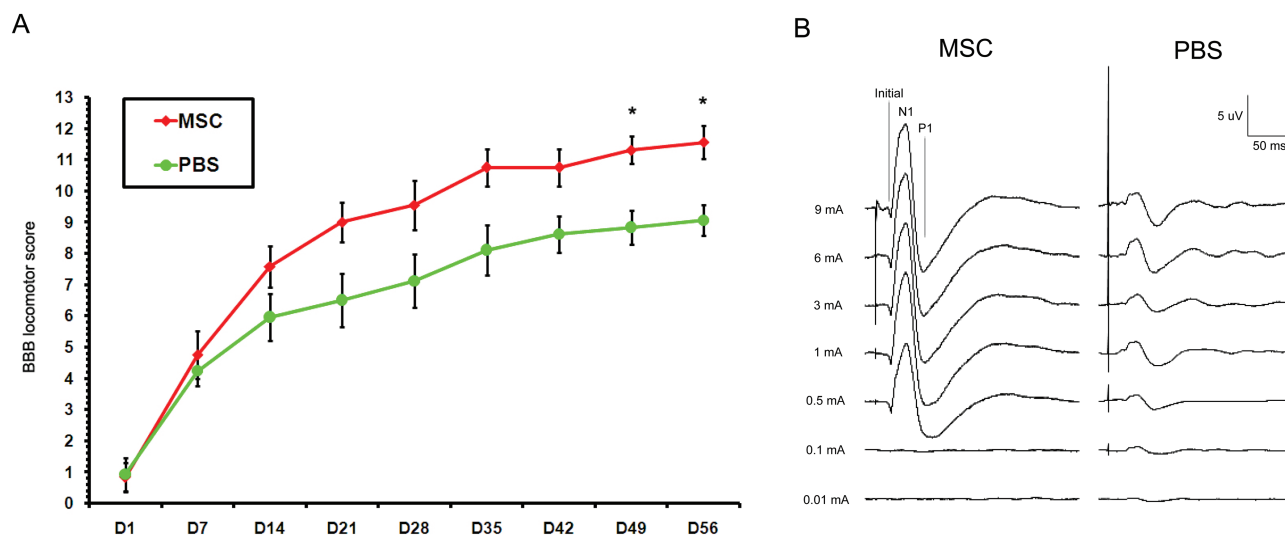 A
BBB locomotor score
13
12
11
10
9
8
7
6
5
4
3
2
1
0
MSC
PBS
*
*
D1 D7 D14 D21 D28 D35 D42 D49 D56
B
MSC PBS
Initial
N1
P1
5 uV
50 ms
9 mA
6 mA
3 mA
1 mA
0.5 mA
0.1 mA
0.01 mA